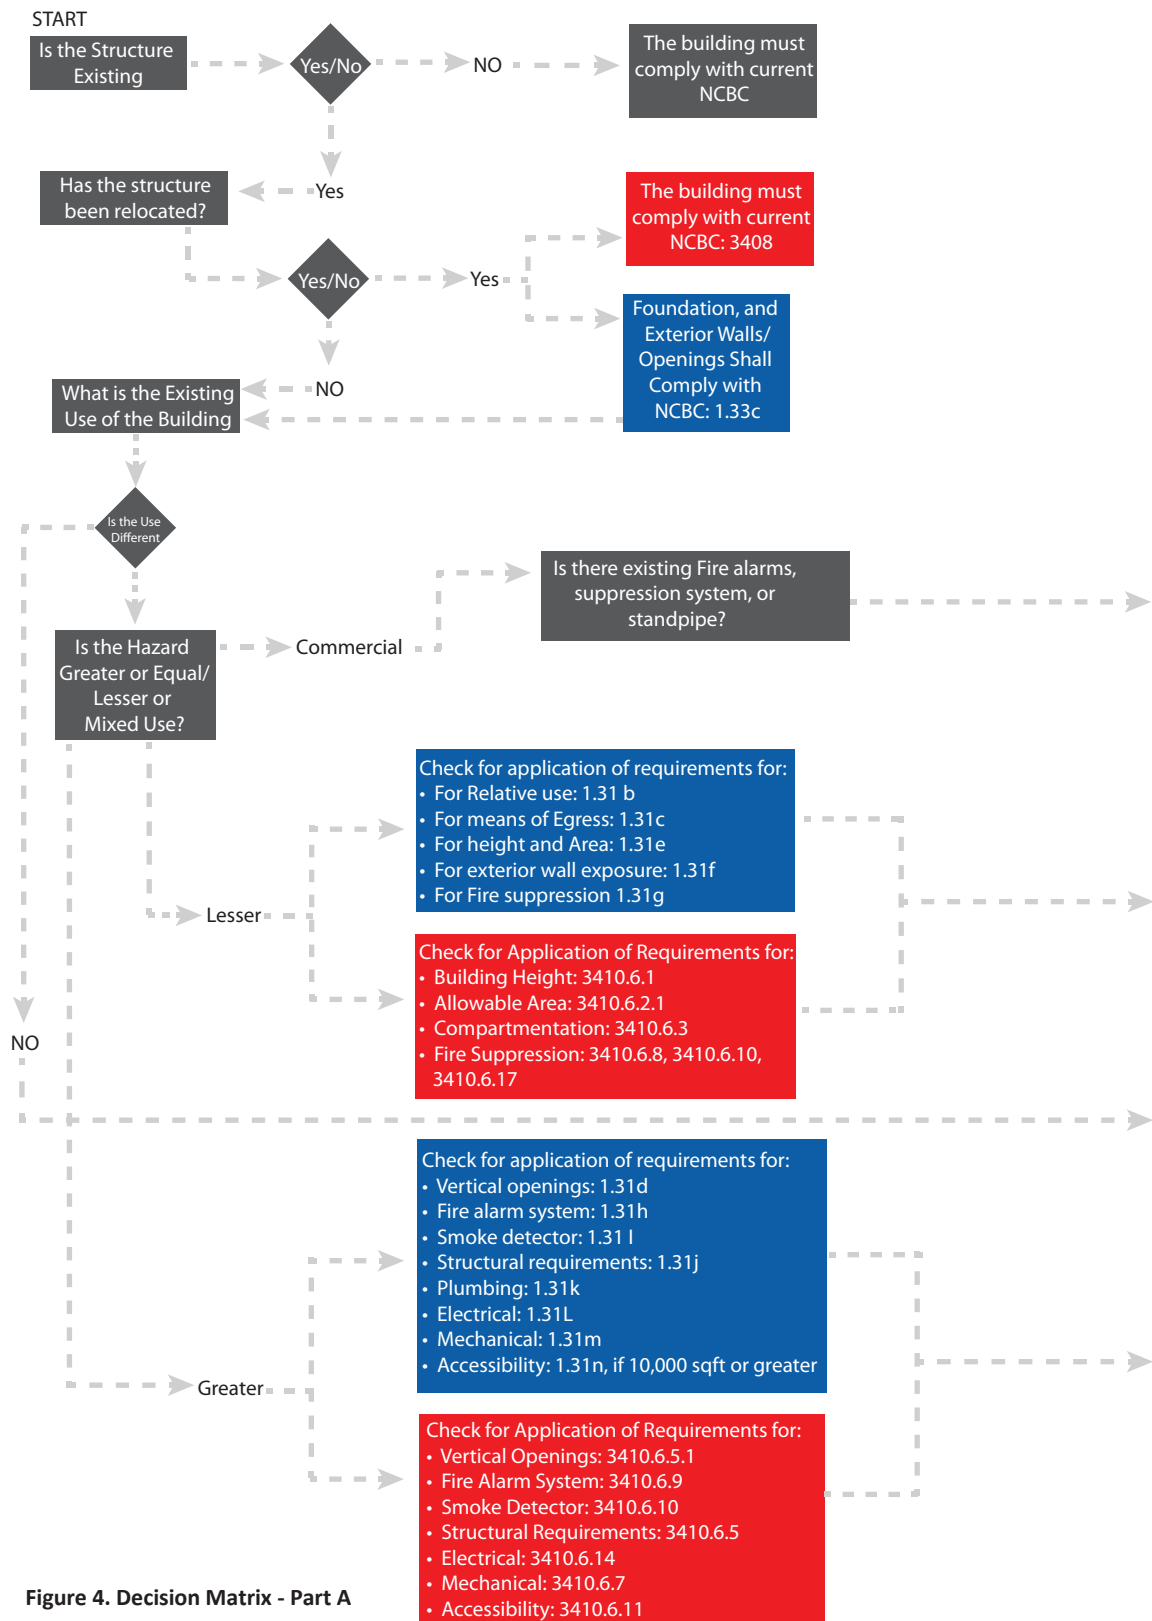 START
Is the Structure
Existing
Yes/No
NO
The building must
comply with current
NCBC
Has the structure
been relocated?
Yes
The building must
comply with current
NCBC: 3408
Yes/No
Yes
Foundation, and
Exterior Walls/
Openings Shall
Comply with
NCBC: 1.33c
NO
What is the Existing
Use of the Building
Is the Use
Different
Is there existing Fire alarms,
suppression system, or
standpipe?
Is the Hazard
Greater or Equal/
Lesser or
Mixed Use?
Commercial
Check for application of requirements for:
• For Relative use: 1.31 b
• For means of Egress: 1.31c
• For height and Area: 1.31e
• For exterior wall exposure: 1.31f
• For Fire suppression 1.31g
Lesser
Check for Application of Requirements for:
• Building Height: 3410.6.1
• Allowable Area: 3410.6.2.1
• Compartmentation: 3410.6.3
• Fire Suppression: 3410.6.8, 3410.6.10,
3410.6.17
NO
Check for application of requirements for:
• Vertical openings: 1.31d
• Fire alarm system: 1.31h
• Smoke detector: 1.31 I
• Structural requirements: 1.31j
• Plumbing: 1.31k
• Electrical: 1.31L
• Mechanical: 1.31m
• Accessibility: 1.31n, if 10,000 sqft or greater
Greater
Check for Application of Requirements for:
• Vertical Openings: 3410.6.5.1
• Fire Alarm System: 3410.6.9
• Smoke Detector: 3410.6.10
• Structural Requirements: 3410.6.5
• Electrical: 3410.6.14
• Mechanical: 3410.6.7
• Accessibility: 3410.6.11
Figure 4. Decision Matrix - Part A